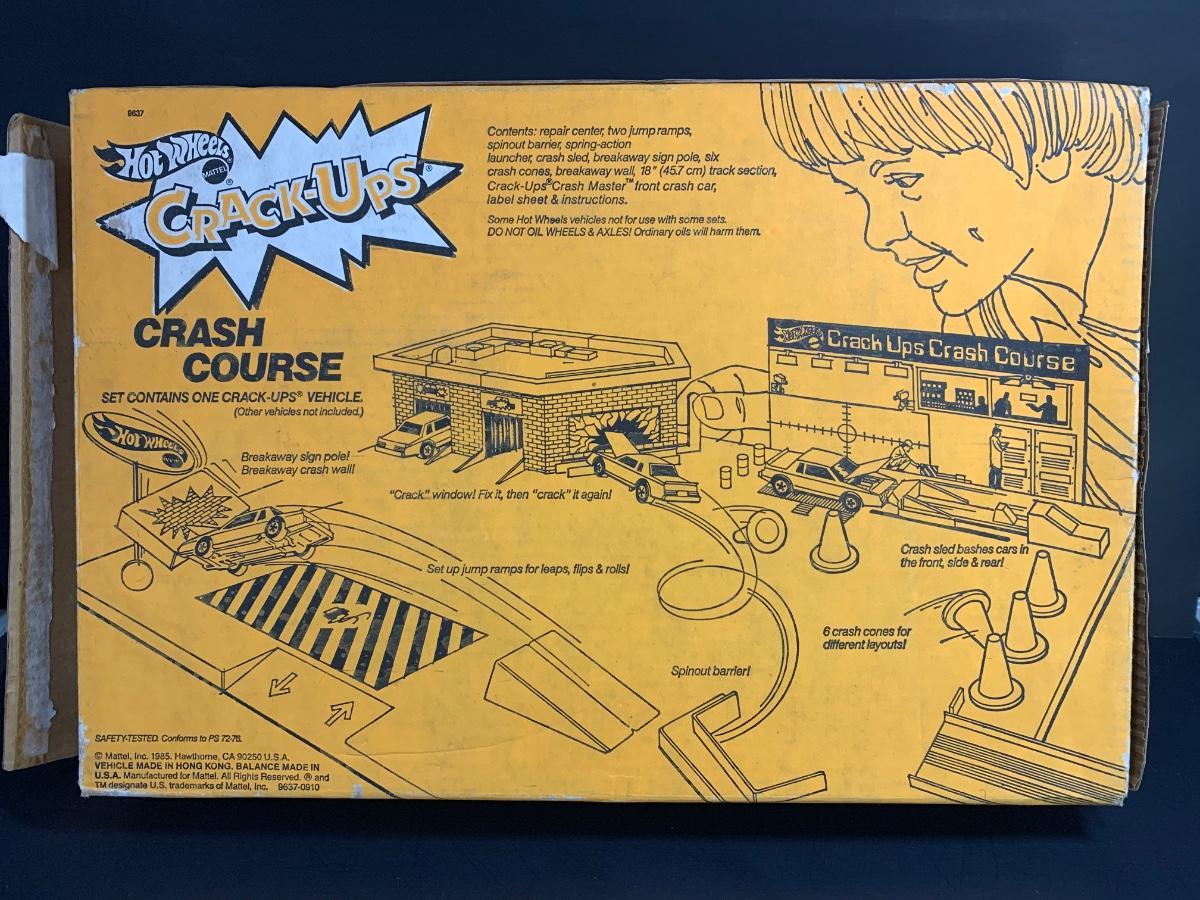 9637
Hot Wheels
MATTEL
®
Crack-Ups®
CRASH
COURSE
SET CONTAINS ONE CRACK-UPS® VEHICLE.
(Other vehicles not included.)
Contents: repair center, two jump ramps,
spinout barrier, spring-action
launcher, crash sled, breakaway sign pole, six
crash cones, breakaway wall, 18" (45.7 cm) track section,
Crack-Ups® Crash Master™ front crash car,
label sheet & instructions.
Some Hot Wheels vehicles not for use with some sets.
DO NOT OIL WHEELS & AXLES! Ordinary oils will harm them.
Hot Wheels
Crack Ups Crash Course
Hot Wheels
Breakaway sign pole!
Breakaway crash wall!
"Crack" window! Fix it, then "crack" it again!
Set up jump ramps for leaps, flips & rolls!
Crash sled bashes cars in
the front, side & rear!
6 crash cones for
different layouts!
Spinout barrier!
SAFETY-TESTED. Conforms to PS 72-76.
© Mattel, Inc. 1985. Hawthorne, CA 90250 U.S.A.
VEHICLE MADE IN HONG KONG. BALANCE MADE IN
U.S.A. Manufactured for Mattel. All Rights Reserved. ® and
TM designate U.S. trademarks of Mattel, Inc. 9637-0910